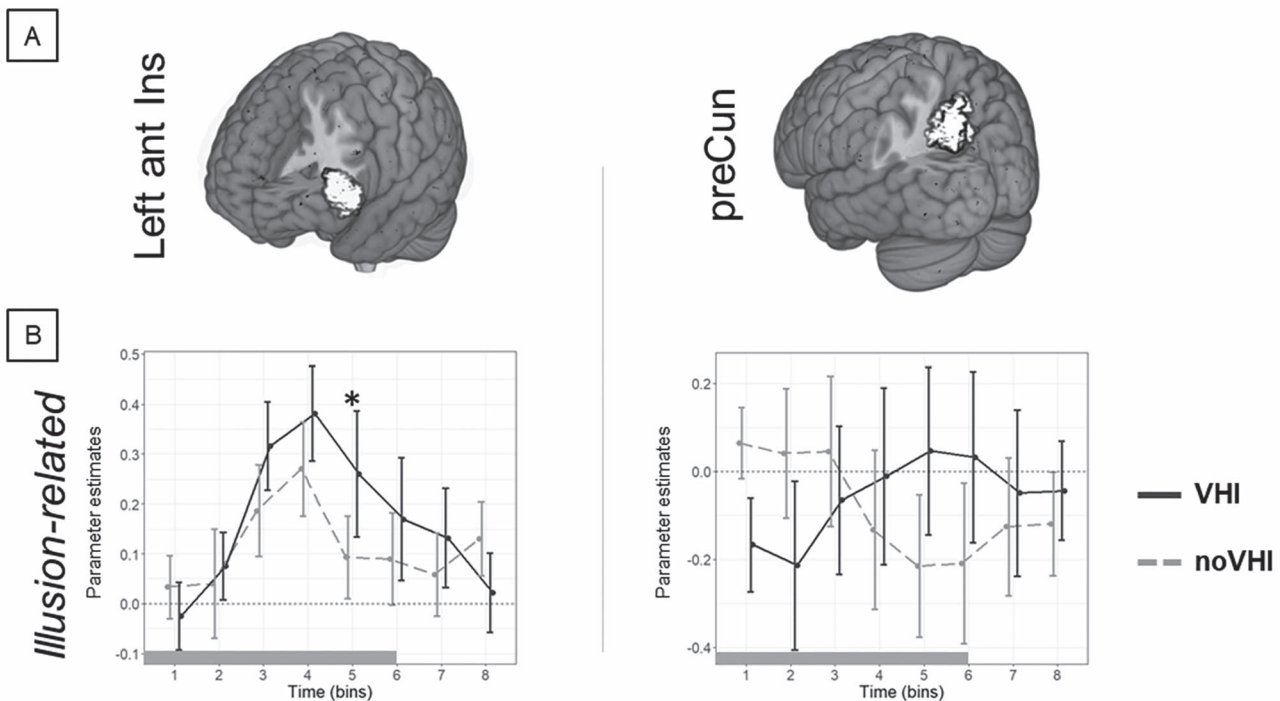 A
Left ant Ins
preCun
B
Illusion-related
Parameter estimates
0.5
0.4
0.3
0.2
0.1
0.0
-0.1
*
1 2 3 4 5 6 7 8
Time (bins)
Parameter estimates
0.2
0.0
-0.2
-0.4
1 2 3 4 5 6 7 8
Time (bins)
VHI
noVHI